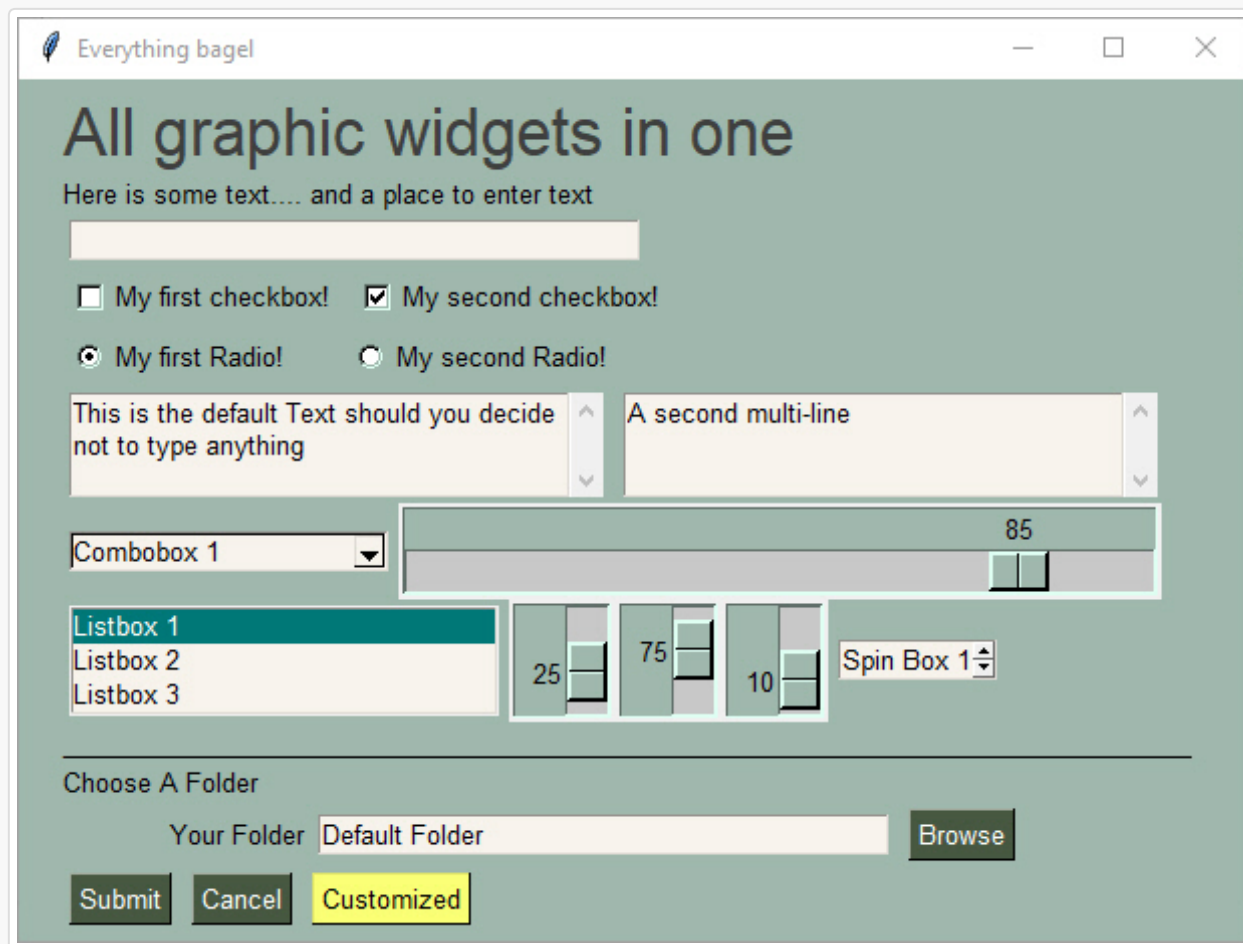 Everything bagel
All graphic widgets in one
Here is some text.... and a place to enter text
My first checkbox! My second checkbox!
My first Radio! My second Radio!
This is the default Text should you decide
not to type anything
A second multi-line
85
Combobox 1
Listbox 1
Listbox 2
Listbox 3
25
75
10
Spin Box 1
Choose A Folder
Your Folder Default Folder Browse
Submit Cancel Customized